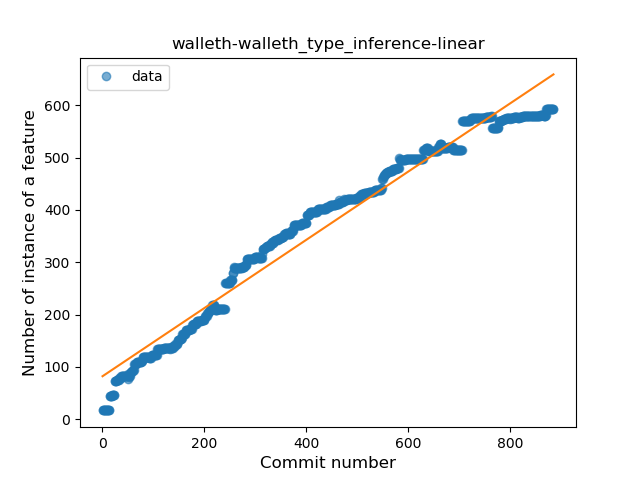 walleth-walleth_type_inference-linear
data
Number of instance of a feature
600
500
400
300
200
100
0
0 200 400 600 800
Commit number